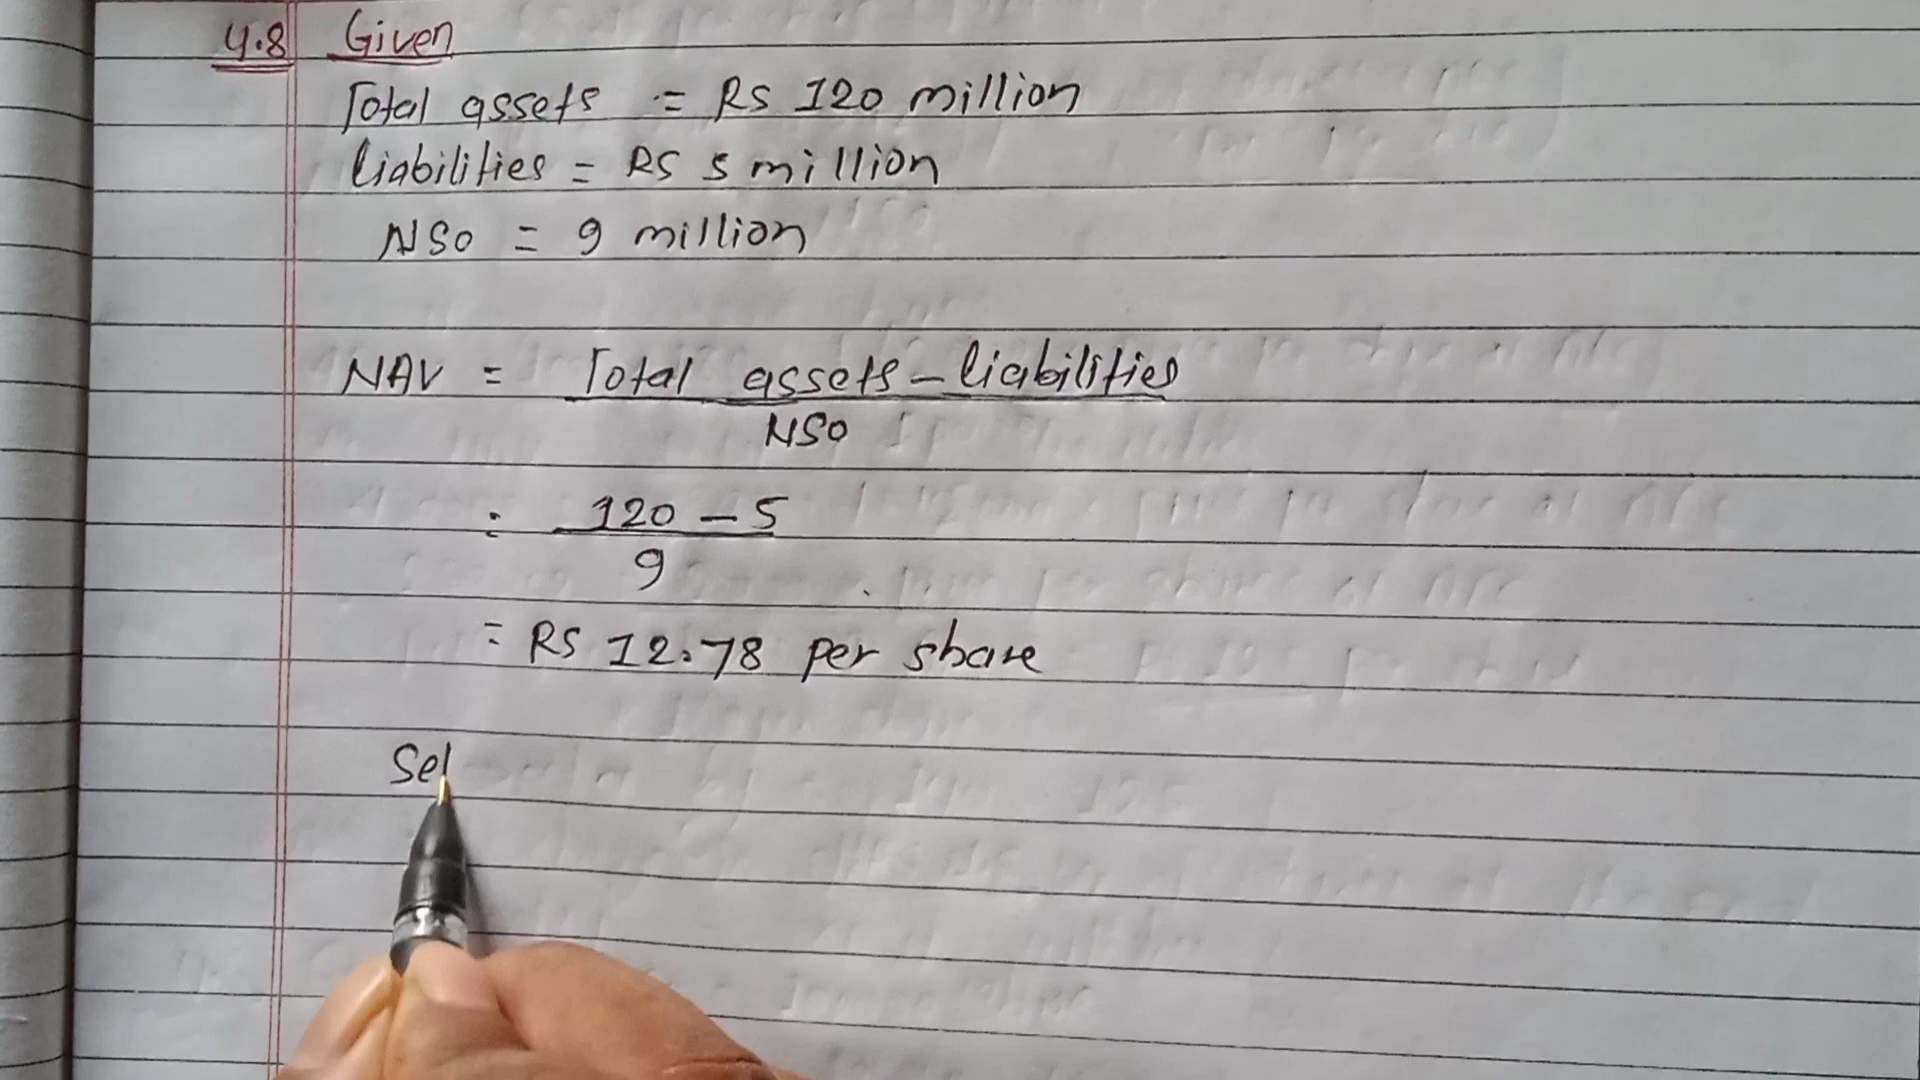 4.8 Given
Total assets = RS 120 million
liabilities = RS 5 million
NSO = 9 million
NAV = Total assets - liabilities
NSO
= 120 - 5
9
= RS 12.78 per share
Sel